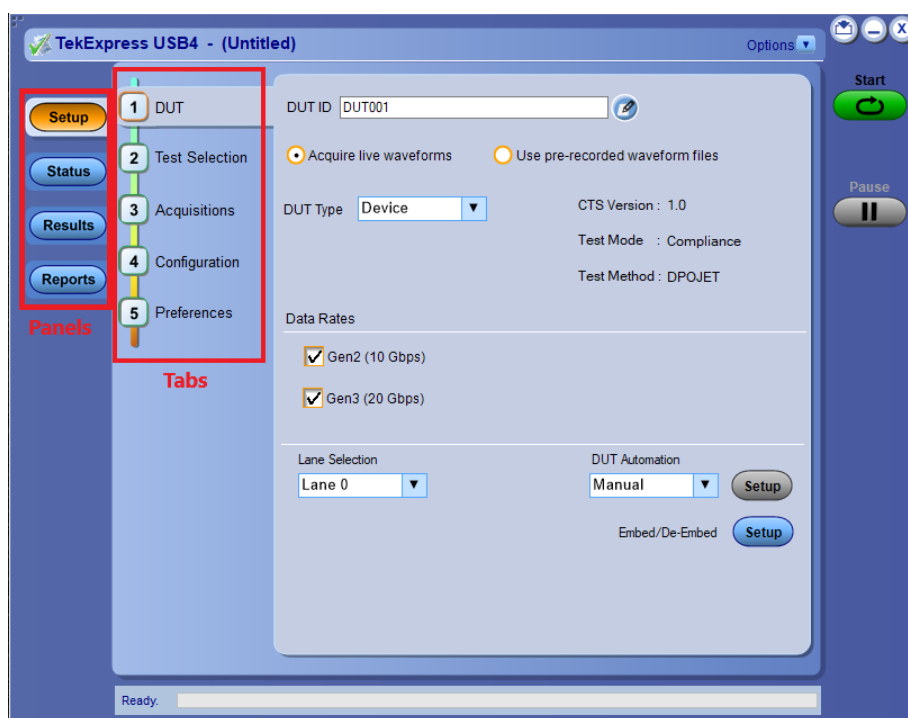 TekExpress USB4 - (Untitled)
Options
X
Start
Pause
Setup
Status
Results
Reports
Panels
1 DUT
2 Test Selection
3 Acquisitions
4 Configuration
5 Preferences
Tabs
DUT ID DUT001
Acquire live waveforms Use pre-recorded waveform files
DUT Type Device CTS Version : 1.0
Test Mode : Compliance
Test Method : DPOJET
Data Rates
Gen2 (10 Gbps)
Gen3 (20 Gbps)
Lane Selection DUT Automation
Lane 0 Manual Setup
Embed/De-Embed Setup
Ready.